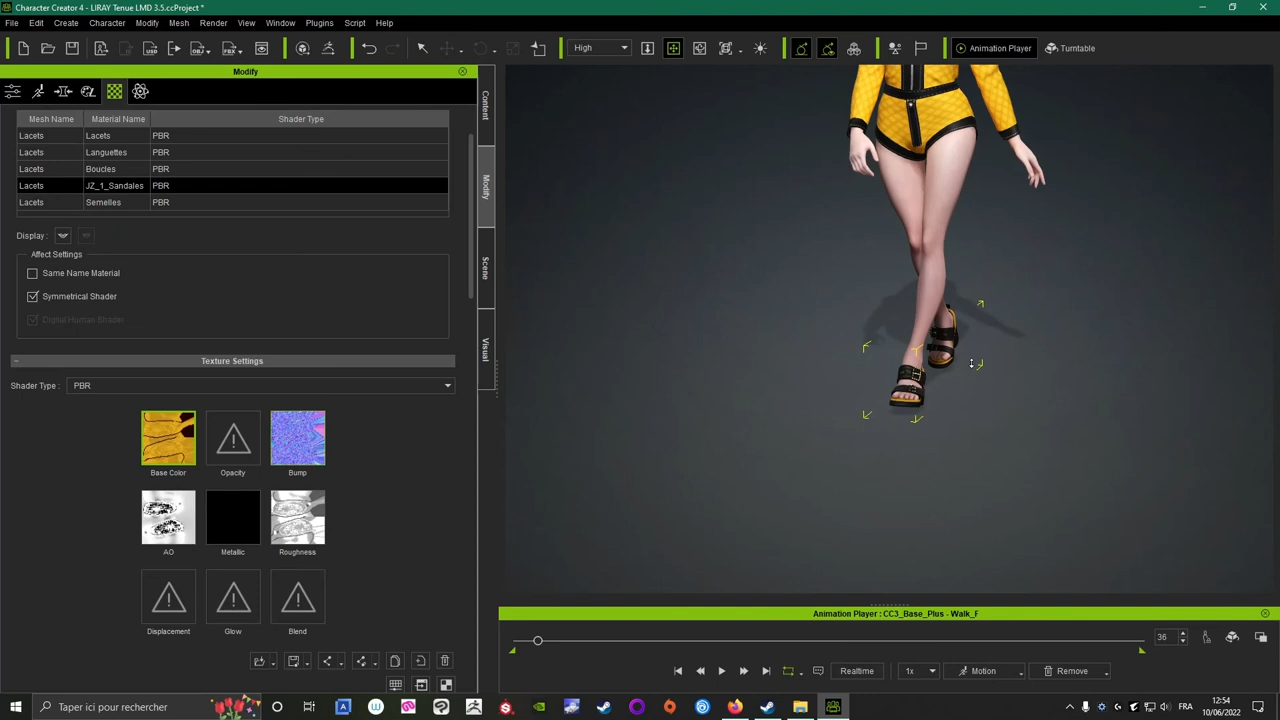 Character Creator 4 - LIRAY Tenue LMD 3.5.ccProject *
File Edit Create Character Modify Mesh Render View Window Plugins Script Help
High Animation Player Turntable
Modify
Content
Modify
Scene
Visual
Mesh Name Material Name Shader Type
Lacets Lacets PBR
Lacets Languettes PBR
Lacets Boucles PBR
Lacets JZ_1_Sandales PBR
Lacets Semelles PBR
Display :
Affect Settings
Same Name Material
Symmetrical Shader
Digital Human Shader
Texture Settings
Shader Type : PBR
Base Color Opacity Bump
AO Metallic Roughness
Displacement Glow Blend
Animation Player : CC3_Base_Plus - Walk_F
36
Realtime 1x Motion Remove
Taper ici pour rechercher
FRA
12:54
10/06/2022